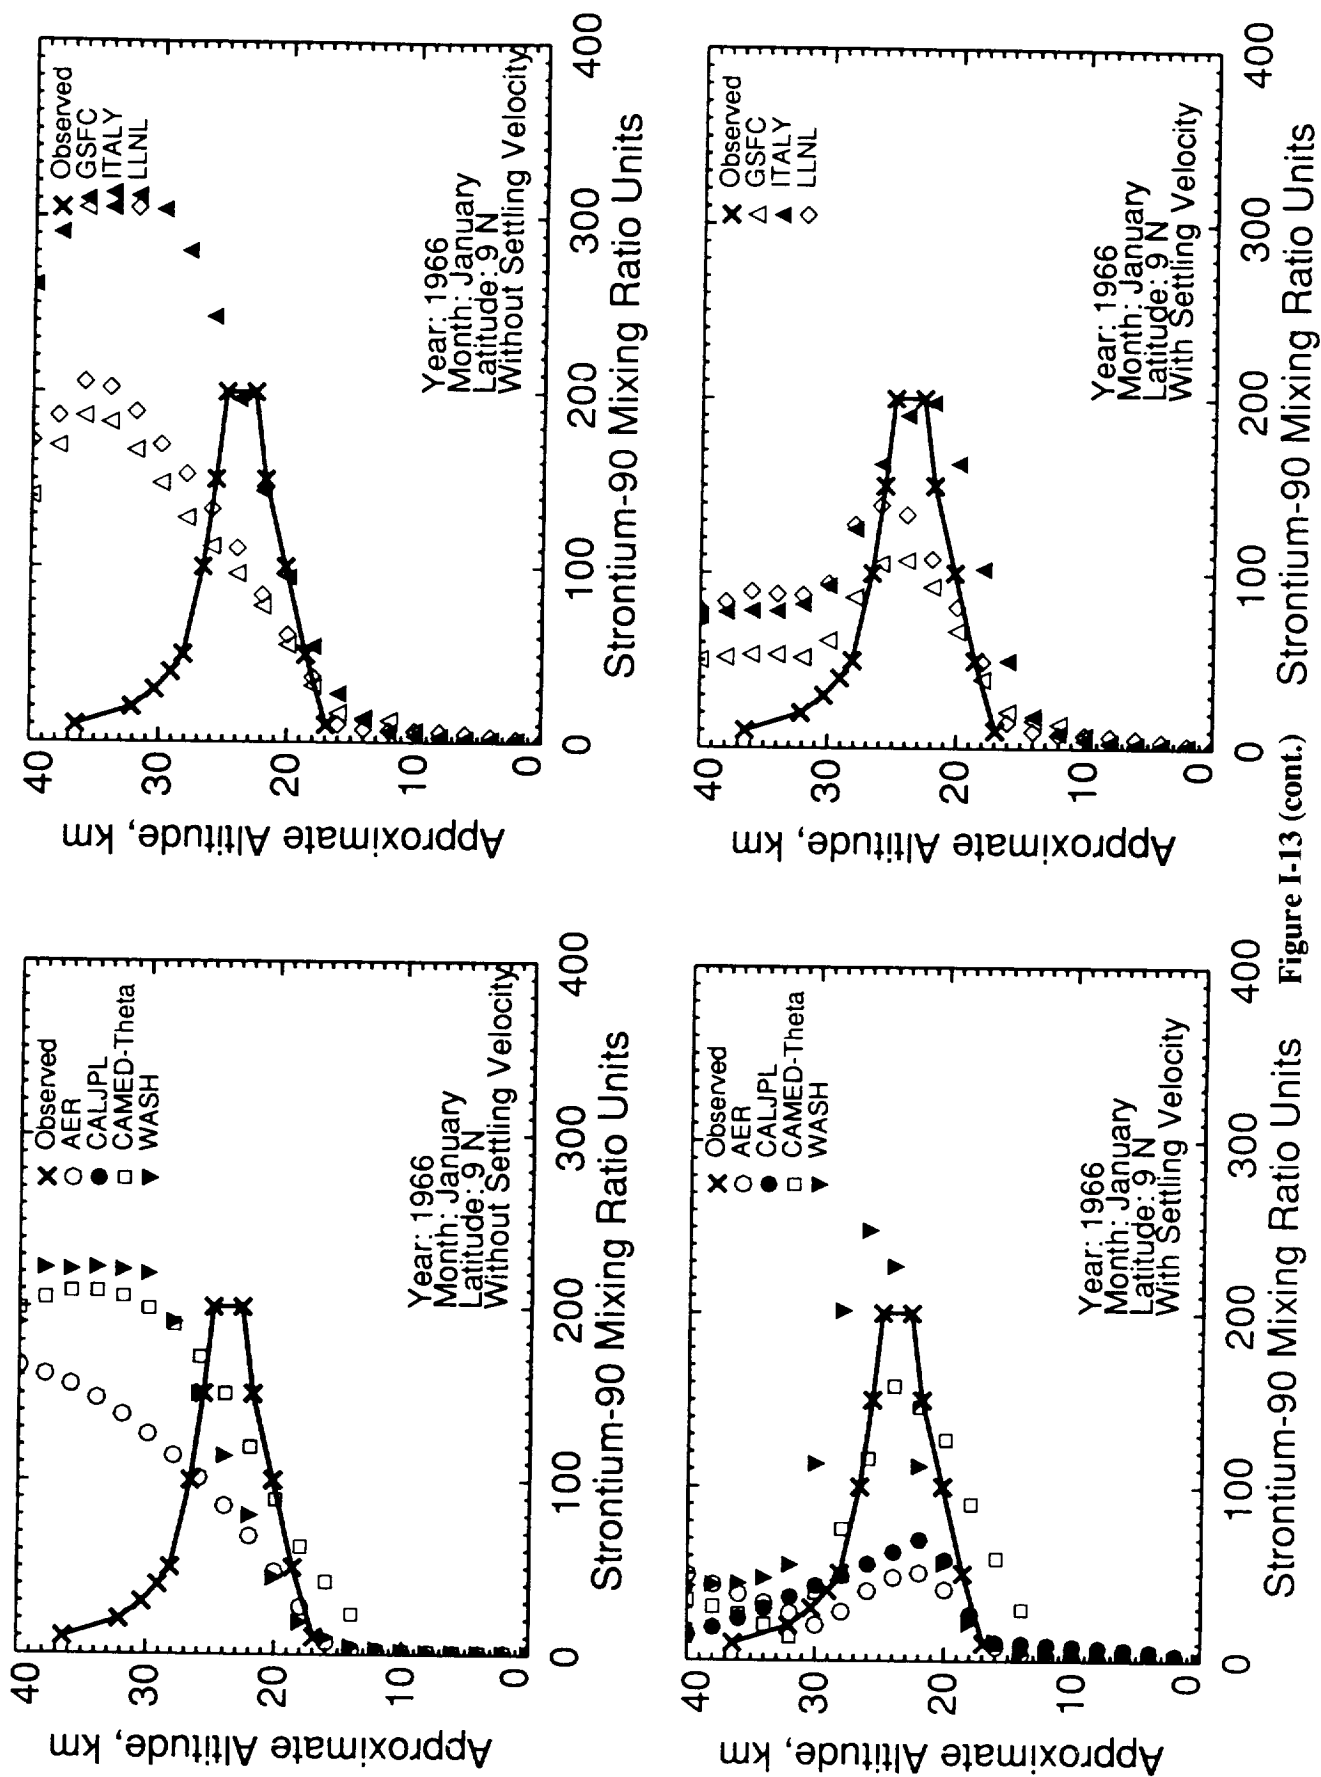 Approximate Altitude, km
40
30
20
10
0
Observed
AER
CALJPL
CAMED-Theta
WASH
Year: 1966
Month: January
Latitude: 9 N
Without Settling Velocity
0 100 200 300 400
Strontium-90 Mixing Ratio Units
Approximate Altitude, km
40
30
20
10
0
Observed
GSFC
ITALY
LLNL
Year: 1966
Month: January
Latitude: 9 N
Without Settling Velocity
0 100 200 300 400
Strontium-90 Mixing Ratio Units
Approximate Altitude, km
40
30
20
10
0
Observed
AER
CALJPL
CAMED-Theta
WASH
Year: 1966
Month: January
Latitude: 9 N
With Settling Velocity
0 100 200 300 400
Strontium-90 Mixing Ratio Units
Approximate Altitude, km
40
30
20
10
0
Observed
GSFC
ITALY
LLNL
Year: 1966
Month: January
Latitude: 9 N
With Settling Velocity
0 100 200 300 400
Strontium-90 Mixing Ratio Units
Figure I-13 (cont.)